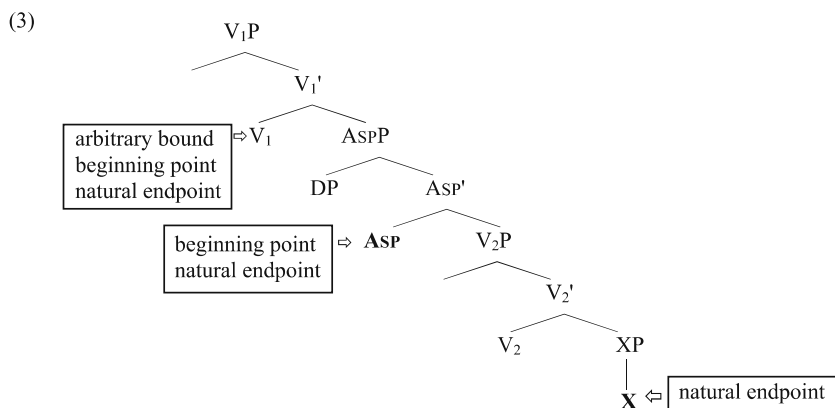 (3)
V₁P
V₁'
arbitrary bound
beginning point
natural endpoint
⇨ V₁ AspP
DP Asp'
beginning point
natural endpoint
⇨ Asp V₂P
V₂'
V₂ XP
X ⇦ natural endpoint